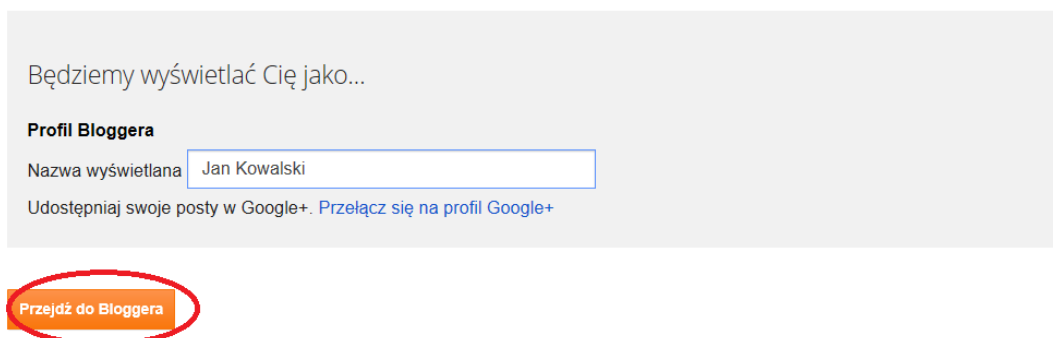 Będziemy wyświetlać Cię jako...
Profil Bloggera
Nazwa wyświetlana Jan Kowalski
Udostępniaj swoje posty w Google+. Przełącz się na profil Google+
Przejdź do Bloggera